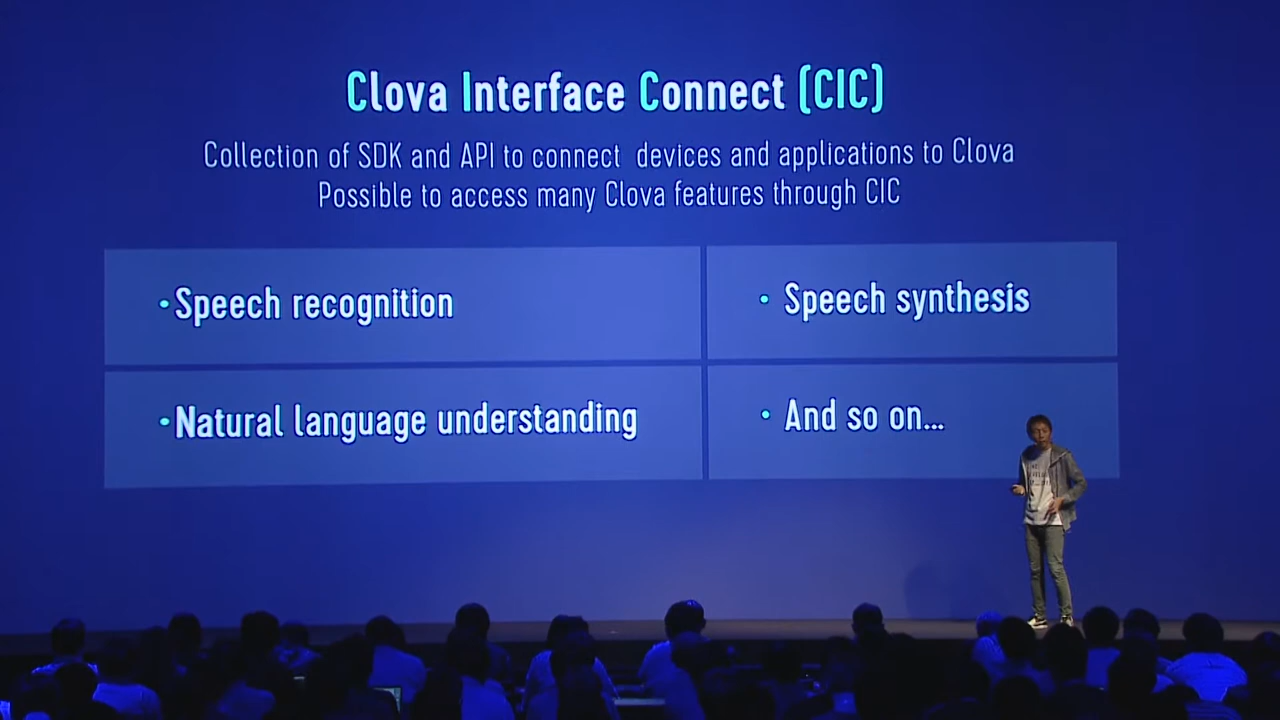 Clova Interface Connect (CIC)
Collection of SDK and API to connect devices and applications to Clova
Possible to access many Clova features through CIC
•Speech recognition
• Speech synthesis
•Natural language understanding
• And so on...